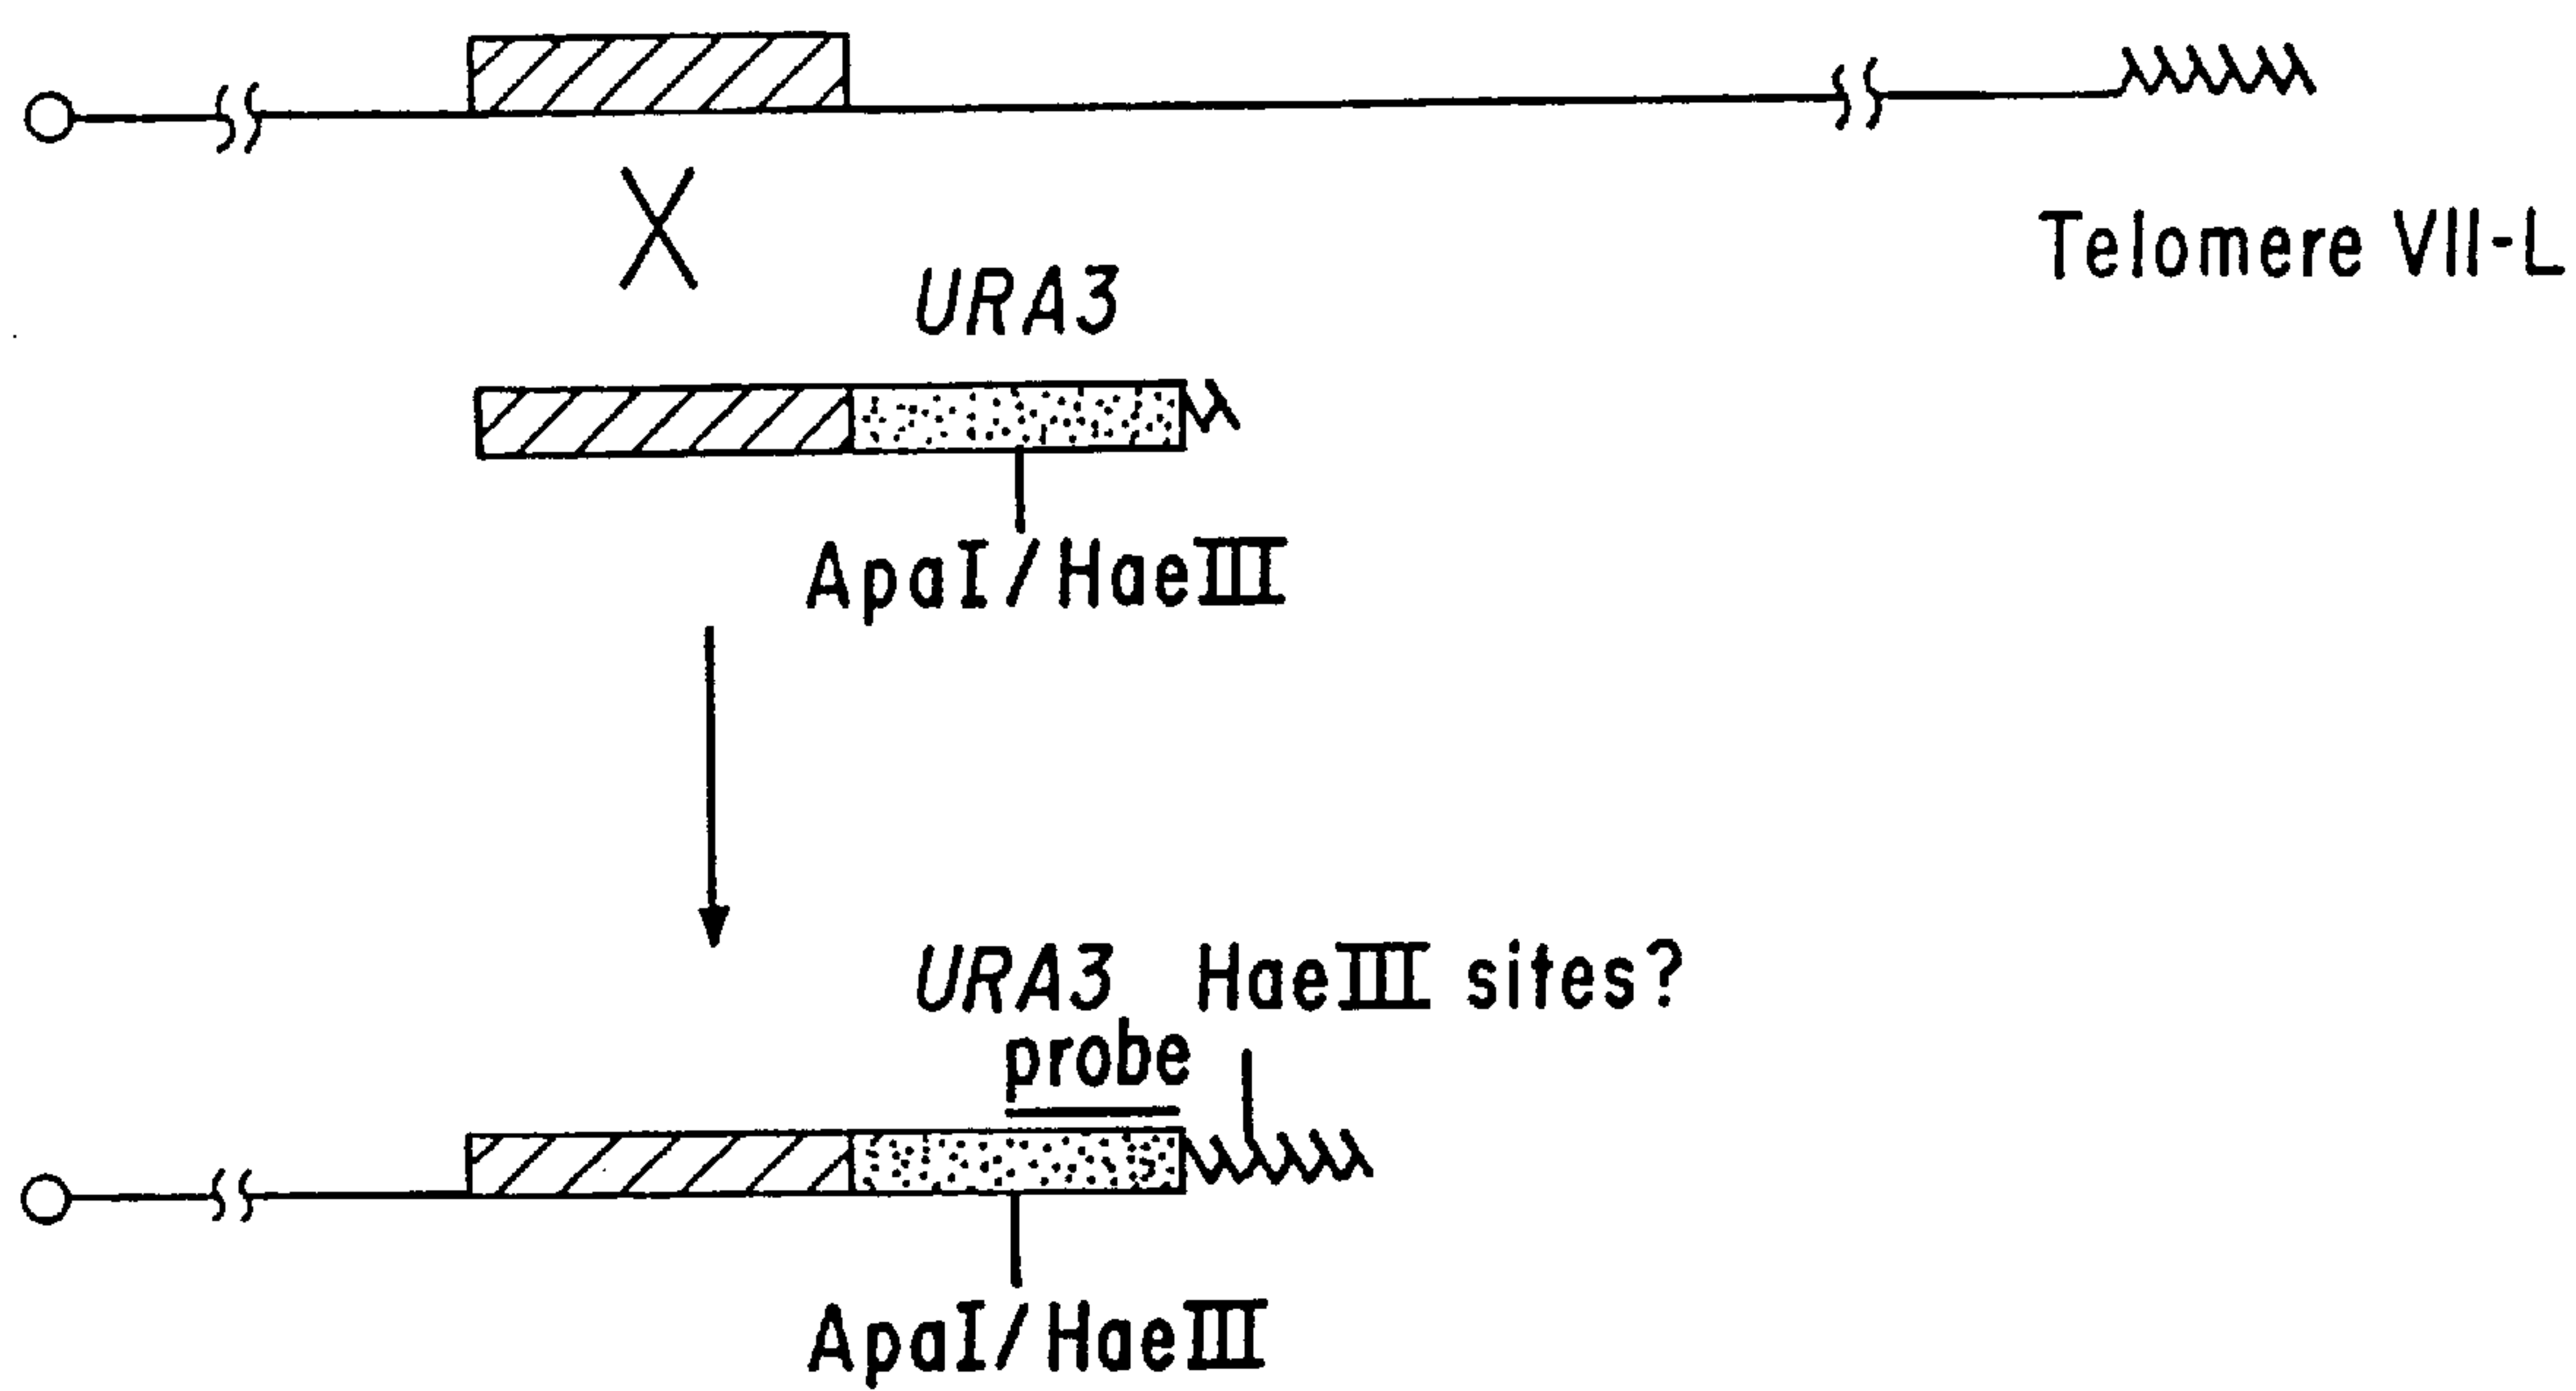 Telomere VII-L
URA3
ApaI/HaeIII
URA3 HaeIII sites?
probe
ApaI/HaeIII